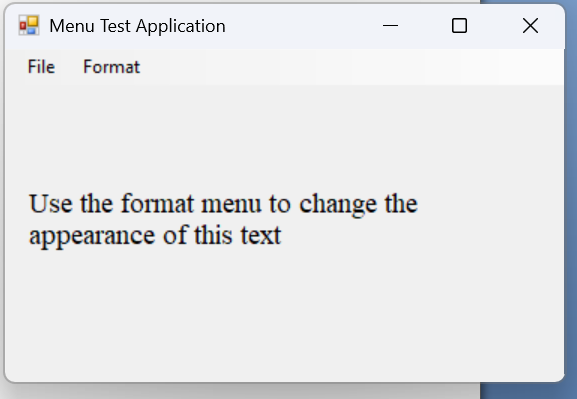 Menu Test Application
File Format
Use the format menu to change the
appearance of this text